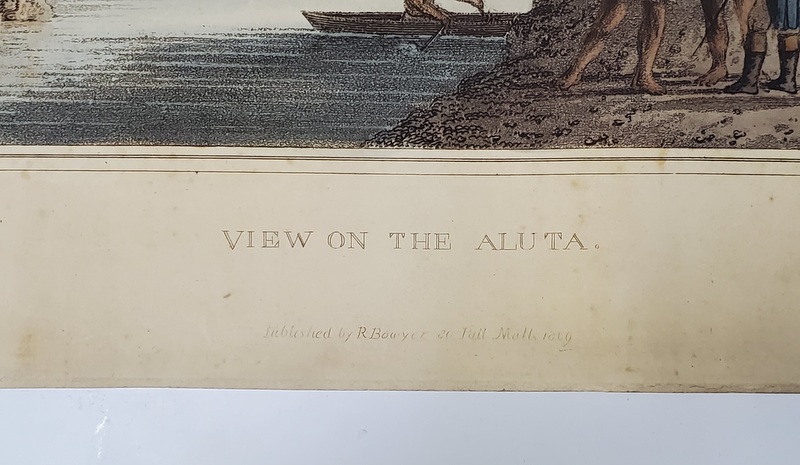 VIEW ON THE ALUTA.
Published by R Bowyer 80 Pall Mall, 1809